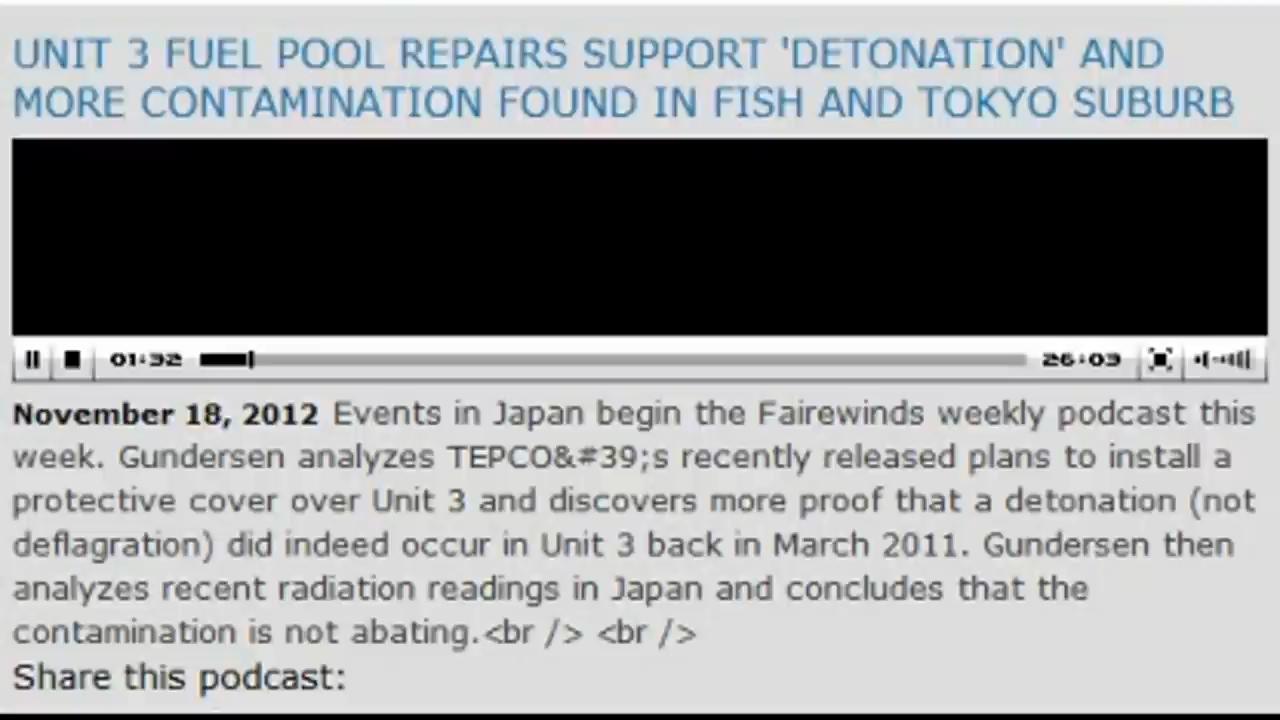 UNIT 3 FUEL POOL REPAIRS SUPPORT 'DETONATION' AND
MORE CONTAMINATION FOUND IN FISH AND TOKYO SUBURB
01:32
26:03
November 18, 2012 Events in Japan begin the Fairewinds weekly podcast this
week. Gundersen analyzes TEPCO&#39;s recently released plans to install a
protective cover over Unit 3 and discovers more proof that a detonation (not
deflagration) did indeed occur in Unit 3 back in March 2011. Gundersen then
analyzes recent radiation readings in Japan and concludes that the
contamination is not abating.<br /> <br />
Share this podcast: